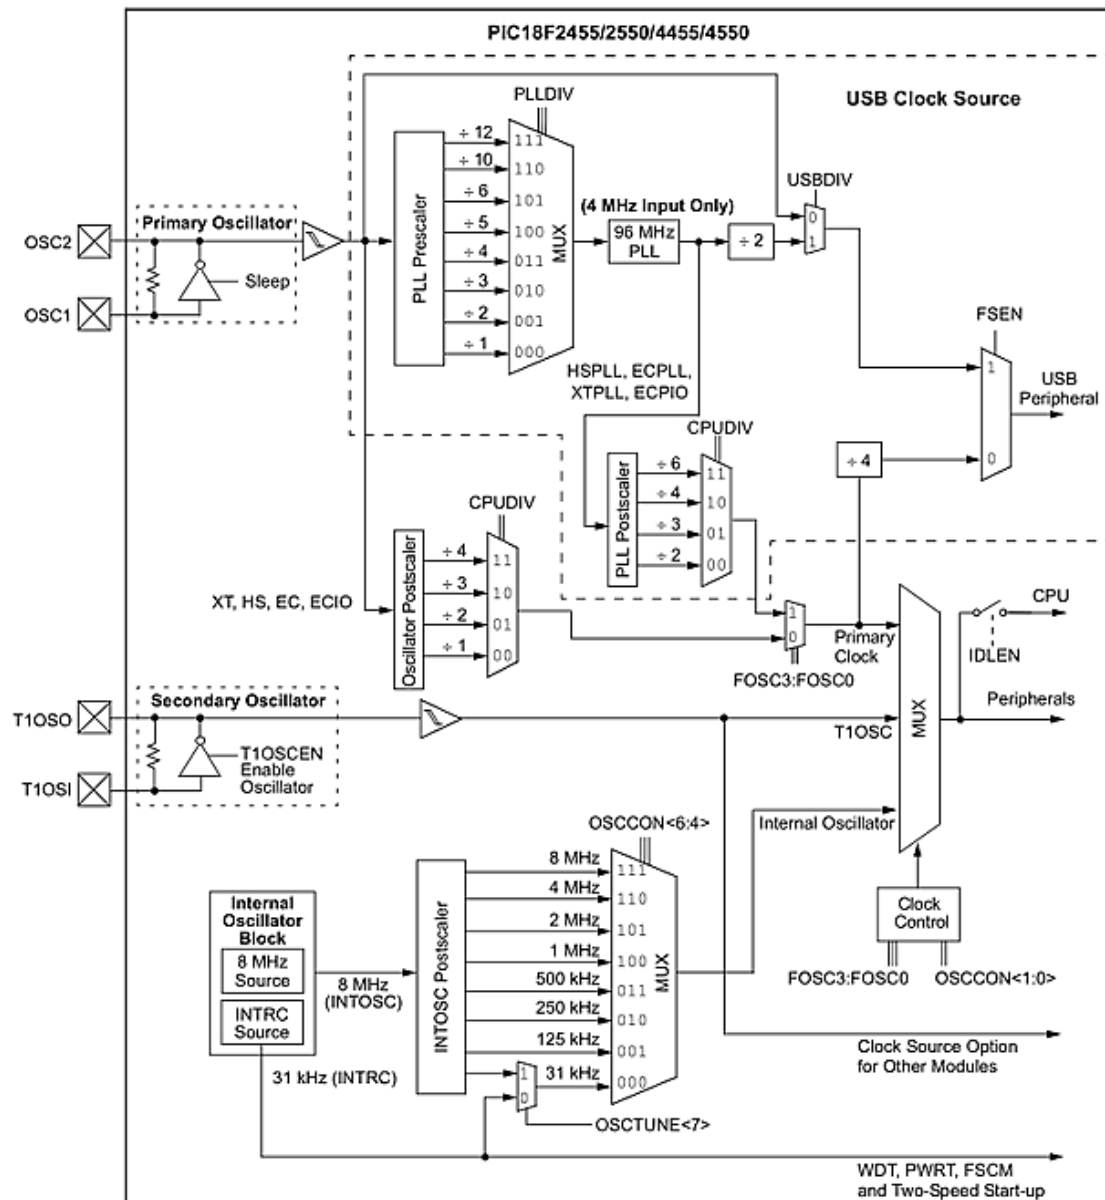 PIC18F2455/2550/4455/4550
USB Clock Source
PLLDIV
PLL Prescaler
÷ 12
÷ 10
÷ 6
÷ 5
÷ 4
÷ 3
÷ 2
÷ 1
111
110
101
100
011
010
001
000
MUX
(4 MHz Input Only)
96 MHz
PLL
÷ 2
USBDIV
0
1
OSC2
OSC1
Primary Oscillator
Sleep
HSPLL, ECPLL,
XTPLL, ECPIO
FSEN
1
0
USB
Peripheral
÷ 4
CPUDIV
PLL Postscaler
÷ 6
÷ 4
÷ 3
÷ 2
11
10
01
00
CPUDIV
XT, HS, EC, ECIO
Oscillator Postscaler
÷ 4
÷ 3
÷ 2
÷ 1
11
10
01
00
1
0
FOSC3:FOSC0
Primary
Clock
CPU
IDLEN
Peripherals
MUX
T1OSC
T1OSO
T1OSI
Secondary Oscillator
T1OSCEN
Enable
Oscillator
Internal Oscillator
Clock
Control
FOSC3:FOSC0
OSCCON<1:0>
OSCCON<6:4>
Internal
Oscillator
Block
8 MHz
Source
INTRC
Source
8 MHz
(INTOSC)
31 kHz (INTRC)
INTOSC Postscaler
8 MHz
4 MHz
2 MHz
1 MHz
500 kHz
250 kHz
125 kHz
31 kHz
1
0
111
110
101
100
011
010
001
000
MUX
OSCTUNE<7>
Clock Source Option
for Other Modules
WDT, PWRT, FSCM
and Two-Speed Start-up